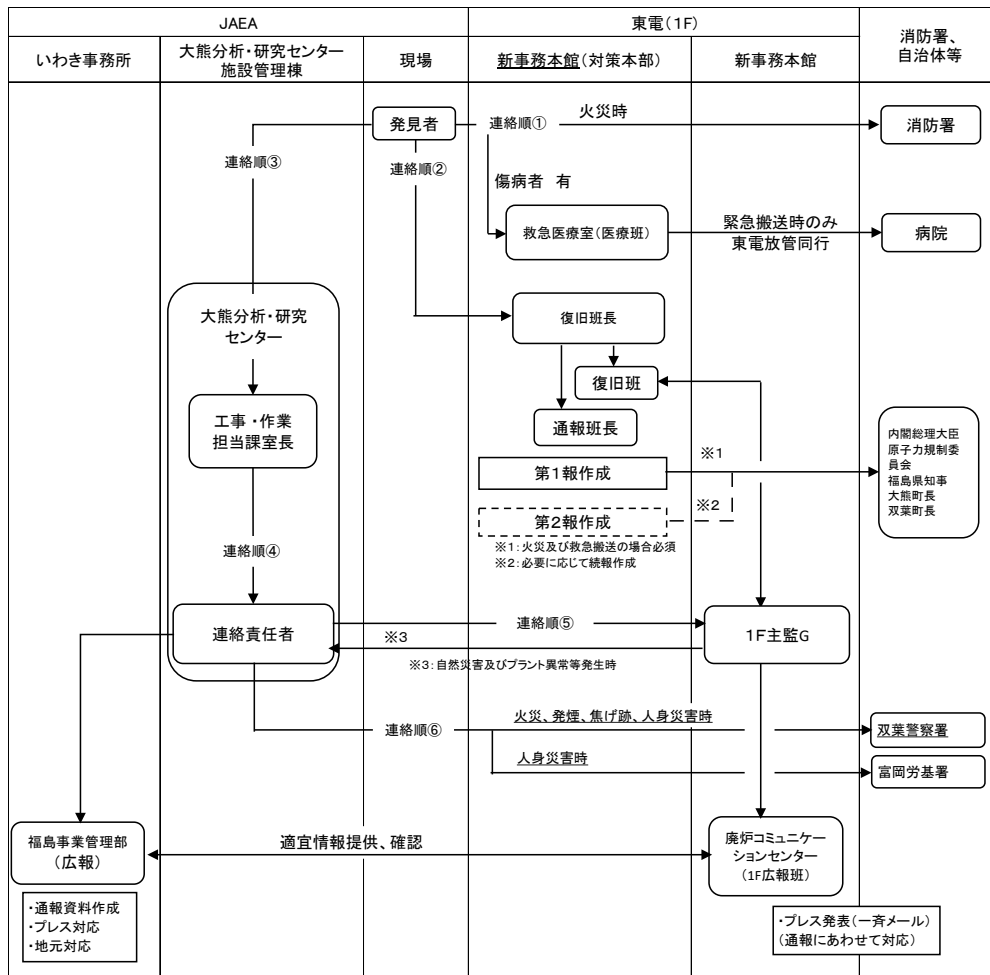 JAEA
東電(1F)
消防署、
自治体等
いわき事務所
大熊分析・研究センター
施設管理棟
現場
新事務本館(対策本部)
新事務本館
発見者
連絡順①
火災時
消防署
連絡順③
連絡順②
傷病者 有
救急医療室(医療班)
緊急搬送時のみ
東電放管同行
病院
大熊分析・研究
センター
復旧班長
復旧班
工事・作業
担当課室長
通報班長
第1報作成
※1
内閣総理大臣
原子力規制委
員会
福島県知事
大熊町長
双葉町長
第2報作成
※2
※1:火災及び救急搬送の場合必須
※2:必要に応じて続報作成
連絡順④
連絡責任者
連絡順⑤
※3
1F主監G
※3:自然災害及びプラント異常等発生時
連絡順⑥
火災、発煙、焦げ跡、人身災害時
双葉警察署
人身災害時
富岡労基署
福島事業管理部
(広報)
適宜情報提供、確認
廃炉コミュニケー
ションセンター
(1F広報班)
・通報資料作成
・プレス対応
・地元対応
・プレス発表(一斉メール)
(通報にあわせて対応)